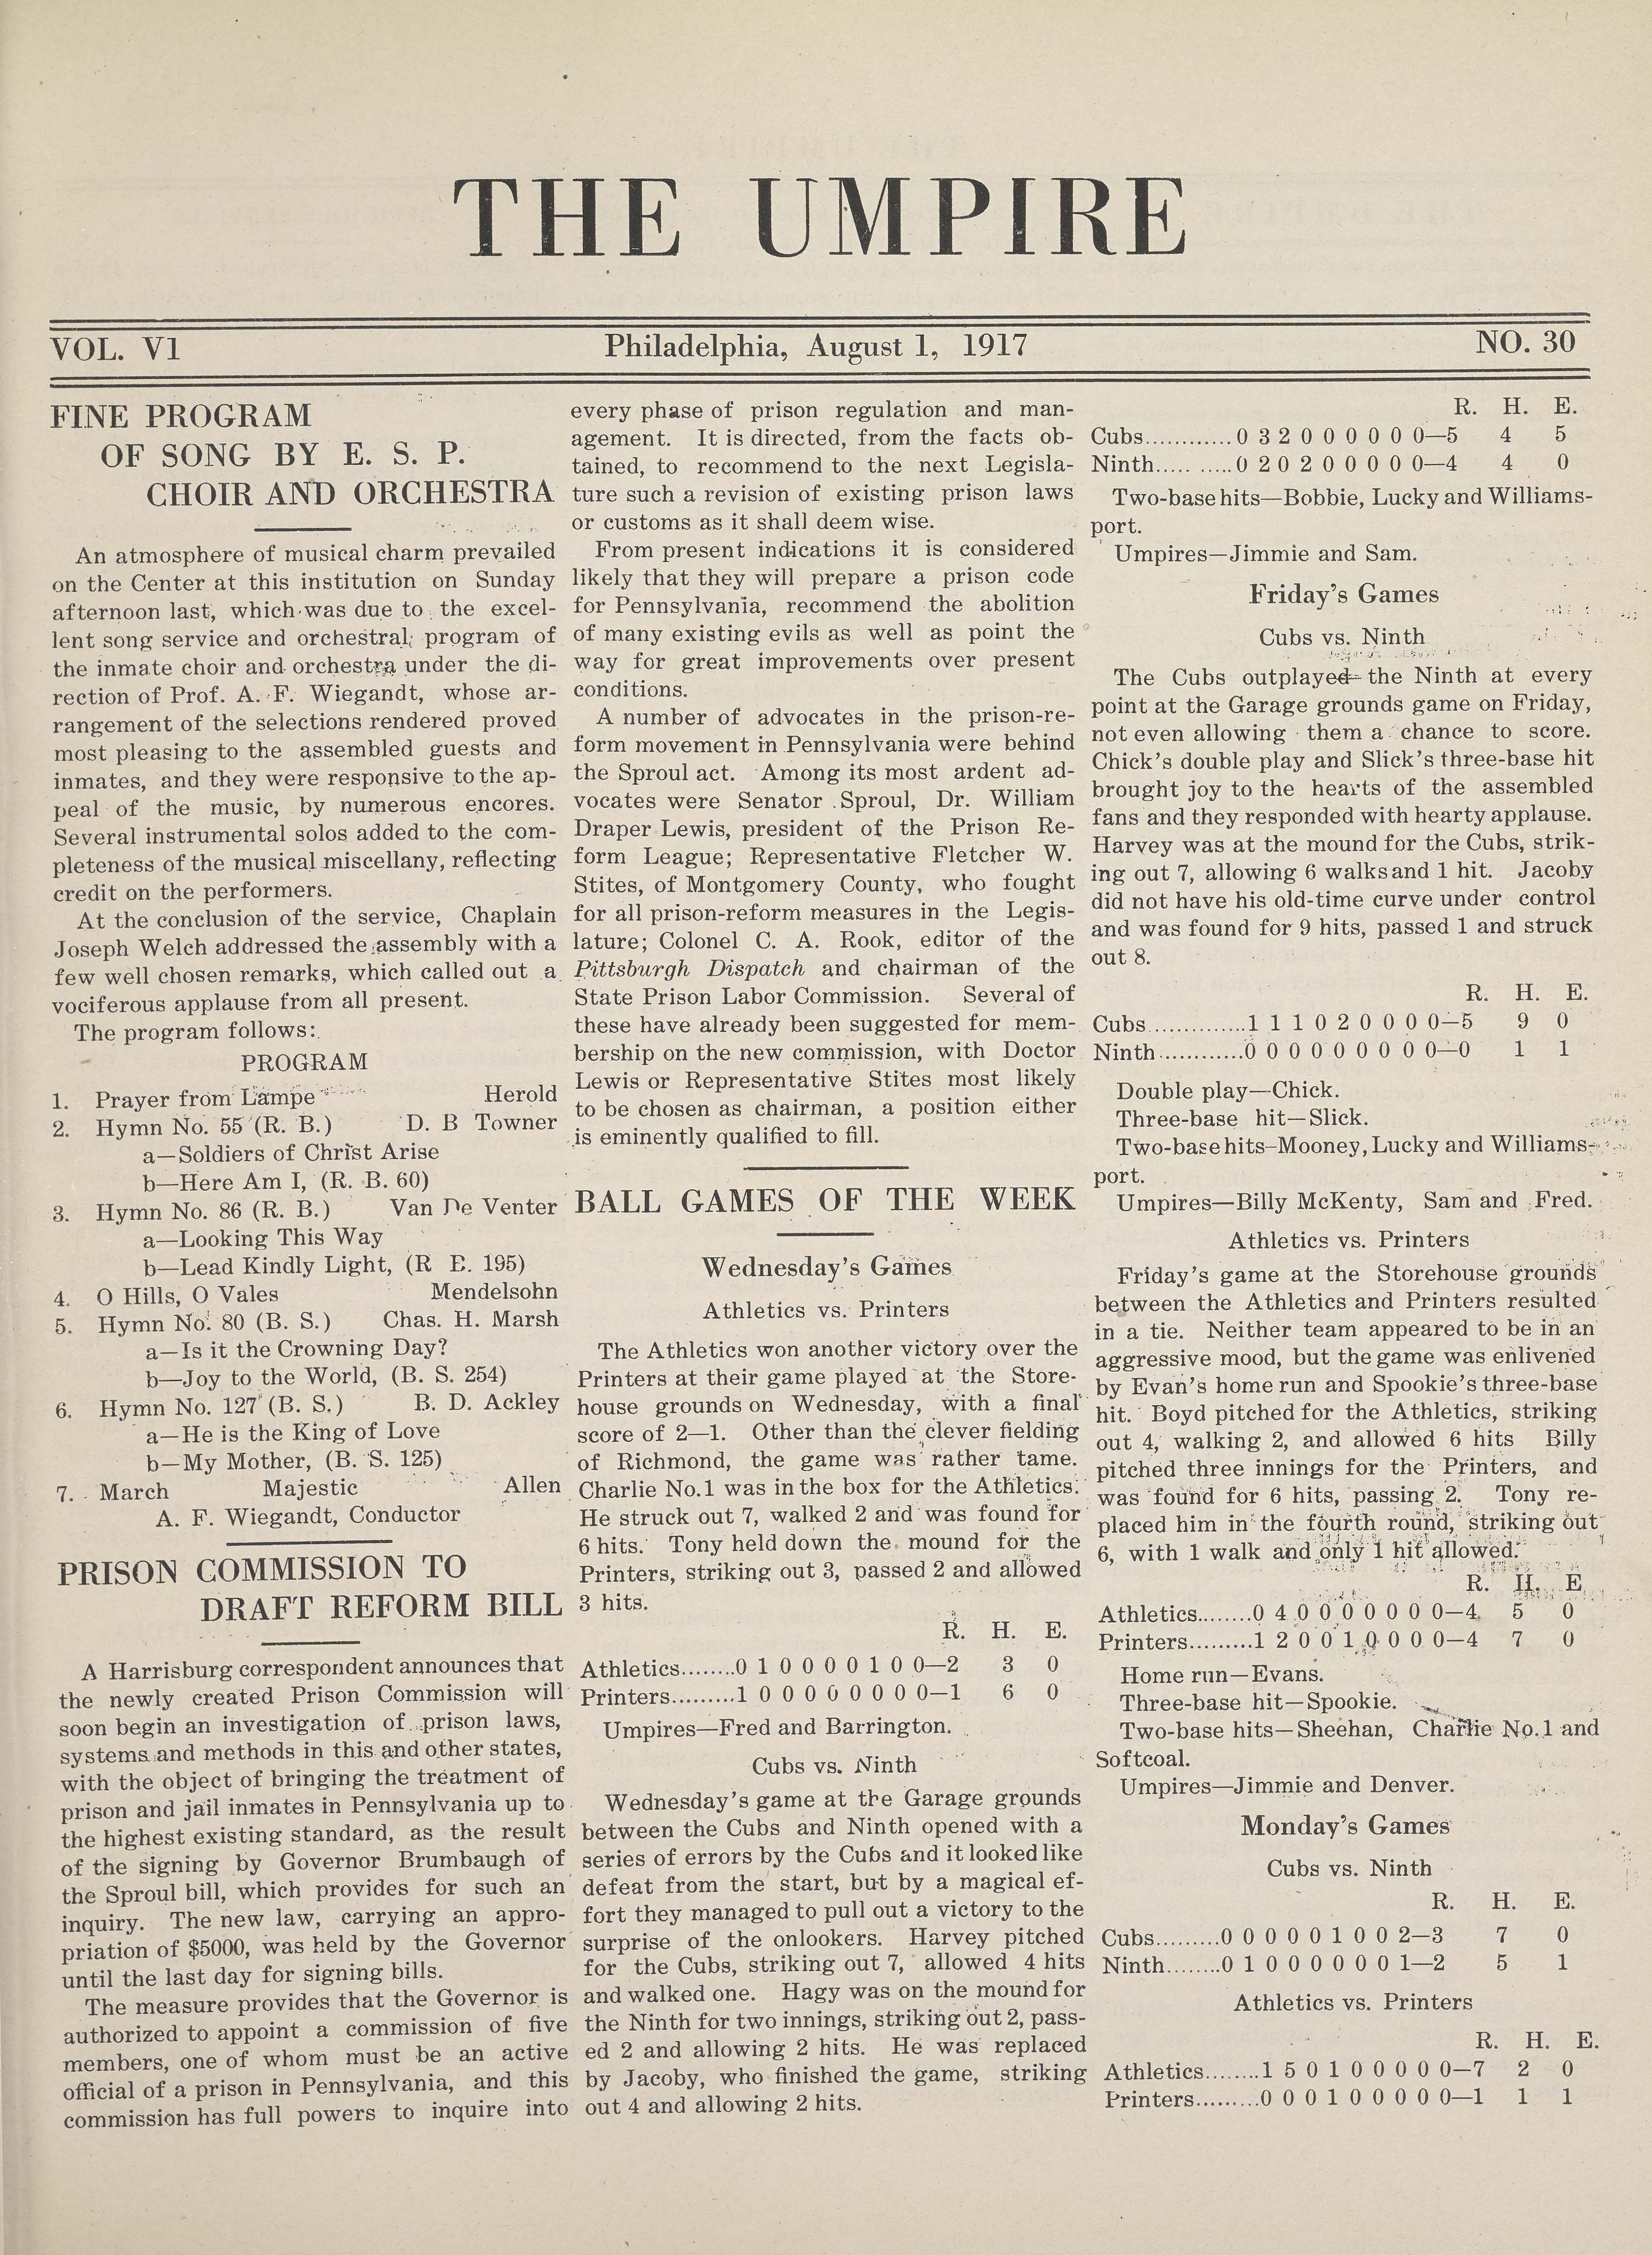 THE UMPIRE
VOL. V1
Philadelphia, August 1, 1917
NO. 30
FINE PROGRAM
OF SONG BY E. S. P.
CHOIR AND ORCHESTRA
An atmosphere of musical charm prevailed
on the Center at this institution on Sunday
afternoon last, which was due to the excel-
lent song service and orchestral program of
the inmate choir and orchestra under the di-
rection of Prof. A. F. Wiegandt, whose ar-
rangement of the selections rendered proved
most pleasing to the assembled guests and
inmates, and they were responsive to the ap-
peal of the music, by numerous encores.
Several instrumental solos added to the com-
pleteness of the musical miscellany, reflecting
credit on the performers.
At the conclusion of the service, Chaplain
Joseph Welch addressed the assembly with a
few well chosen remarks, which called out a
vociferous applause from all present.
The program follows:
PROGRAM
1. Prayer from Lampe Herold
2. Hymn No. 55 (R. B.) D. B Towner
a—Soldiers of Christ Arise
b—Here Am I, (R. B. 60)
3. Hymn No. 86 (R. B.) Van De Venter
a—Looking This Way
b—Lead Kindly Light, (R E. 195)
4. O Hills, O Vales Mendelsohn
5. Hymn No. 80 (B. S.) Chas. H. Marsh
a—Is it the Crowning Day?
b—Joy to the World, (B. S. 254)
6. Hymn No. 127 (B. S.) B. D. Ackley
a—He is the King of Love
b—My Mother, (B. S. 125)
7. March Majestic Allen
A. F. Wiegandt, Conductor
PRISON COMMISSION TO
DRAFT REFORM BILL
A Harrisburg correspondent announces that
the newly created Prison Commission will
soon begin an investigation of prison laws,
systems and methods in this and other states,
with the object of bringing the treatment of
prison and jail inmates in Pennsylvania up to
the highest existing standard, as the result
of the signing by Governor Brumbaugh of
the Sproul bill, which provides for such an
inquiry. The new law, carrying an appro-
priation of $5000, was held by the Governor
until the last day for signing bills.
The measure provides that the Governor is
authorized to appoint a commission of five
members, one of whom must be an active
official of a prison in Pennsylvania, and this
commission has full powers to inquire into
every phase of prison regulation and man-
agement. It is directed, from the facts ob-
tained, to recommend to the next Legisla-
ture such a revision of existing prison laws
or customs as it shall deem wise.
From present indications it is considered
likely that they will prepare a prison code
for Pennsylvania, recommend the abolition
of many existing evils as well as point the
way for great improvements over present
conditions.
A number of advocates in the prison-re-
form movement in Pennsylvania were behind
the Sproul act. Among its most ardent ad-
vocates were Senator Sproul, Dr. William
Draper Lewis, president of the Prison Re-
form League; Representative Fletcher W.
Stites, of Montgomery County, who fought
for all prison-reform measures in the Legis-
lature; Colonel C. A. Rook, editor of the
Pittsburgh Dispatch and chairman of the
State Prison Labor Commission. Several of
these have already been suggested for mem-
bership on the new commission, with Doctor
Lewis or Representative Stites most likely
to be chosen as chairman, a position either
is eminently qualified to fill.
BALL GAMES OF THE WEEK
Wednesday's Games
Athletics vs. Printers
The Athletics won another victory over the
Printers at their game played at the Store-
house grounds on Wednesday, with a final
score of 2—1. Other than the clever fielding
of Richmond, the game was rather tame.
Charlie No.1 was in the box for the Athletics.
He struck out 7, walked 2 and was found for
6 hits. Tony held down the mound for the
Printers, striking out 3, passed 2 and allowed
3 hits.
R. H. E.
Athletics........0 1 0 0 0 0 1 0 0—2 3 0
Printers.........1 0 0 0 0 0 0 0 0—1 6 0
Umpires—Fred and Barrington.
Cubs vs. Ninth
Wednesday's game at the Garage grounds
between the Cubs and Ninth opened with a
series of errors by the Cubs and it looked like
defeat from the start, but by a magical ef-
fort they managed to pull out a victory to the
surprise of the onlookers. Harvey pitched
for the Cubs, striking out 7, allowed 4 hits
and walked one. Hagy was on the mound for
the Ninth for two innings, striking out 2, pass-
ed 2 and allowing 2 hits. He was replaced
by Jacoby, who finished the game, striking
out 4 and allowing 2 hits.
R. H. E.
Cubs............0 3 2 0 0 0 0 0 0—5 4 5
Ninth..... .....0 2 0 2 0 0 0 0 0—4 4 0
Two-base hits—Bobbie, Lucky and Williams-
port.
Umpires—Jimmie and Sam.
Friday's Games
Cubs vs. Ninth
The Cubs outplayed the Ninth at every
point at the Garage grounds game on Friday,
not even allowing them a chance to score.
Chick's double play and Slick's three-base hit
brought joy to the hearts of the assembled
fans and they responded with hearty applause.
Harvey was at the mound for the Cubs, strik-
ing out 7, allowing 6 walks and 1 hit. Jacoby
did not have his old-time curve under control
and was found for 9 hits, passed 1 and struck
out 8.
R. H. E.
Cubs.............1 1 1 0 2 0 0 0 0—5 9 0
Ninth............0 0 0 0 0 0 0 0 0—0 1 1
Double play—Chick.
Three-base hit—Slick.
Two-base hits—Mooney, Lucky and Williams-
port.
Umpires—Billy McKenty, Sam and Fred.
Athletics vs. Printers
Friday's game at the Storehouse grounds
between the Athletics and Printers resulted
in a tie. Neither team appeared to be in an
aggressive mood, but the game was enlivened
by Evan's home run and Spookie's three-base
hit. Boyd pitched for the Athletics, striking
out 4, walking 2, and allowed 6 hits Billy
pitched three innings for the Printers, and
was found for 6 hits, passing 2. Tony re-
placed him in the fourth round, striking out
6, with 1 walk and only 1 hit allowed.
R. H. E
Athletics........0 4 0 0 0 0 0 0 0—4 5 0
Printers.........1 2 0 0 1 0 0 0 0—4 7 0
Home run—Evans.
Three-base hit—Spookie.
Two-base hits—Sheehan, Charlie No.1 and
Softcoal.
Umpires—Jimmie and Denver.
Monday's Games
Cubs vs. Ninth
R. H. E.
Cubs.........0 0 0 0 0 1 0 0 2—3 7 0
Ninth........0 1 0 0 0 0 0 0 1—2 5 1
Athletics vs. Printers
R. H. E.
Athletics........1 5 0 1 0 0 0 0 0—7 2 0
Printers.........0 0 0 1 0 0 0 0 0—1 1 1